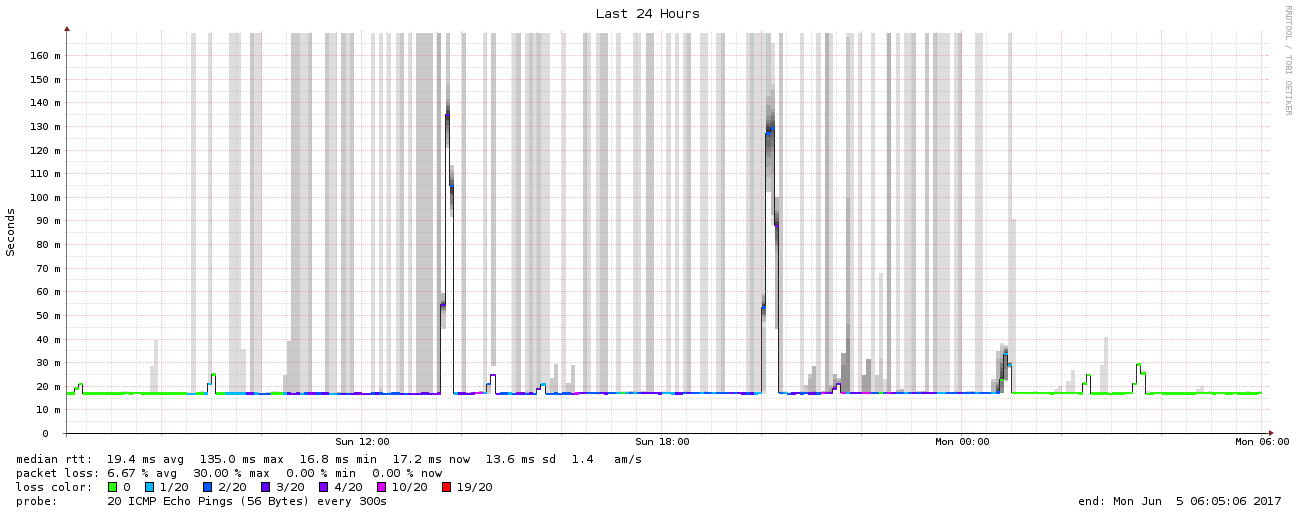 Last 24 Hours
RRDTOOL / TOBI OETIKER
Seconds
160 m
150 m
140 m
130 m
120 m
110 m
100 m
90 m
80 m
70 m
60 m
50 m
40 m
30 m
20 m
10 m
0
Sun 12:00 Sun 18:00 Mon 00:00 Mon 06:00
median rtt: 19.4 ms avg 135.0 ms max 16.8 ms min 17.2 ms now 13.6 ms sd 1.4 am/s
packet loss: 6.67 % avg 30.00 % max 0.00 % min 0.00 % now
loss color: 0 1/20 2/20 3/20 4/20 10/20 19/20
probe: 20 ICMP Echo Pings (56 Bytes) every 300s end: Mon Jun 5 06:05:06 2017